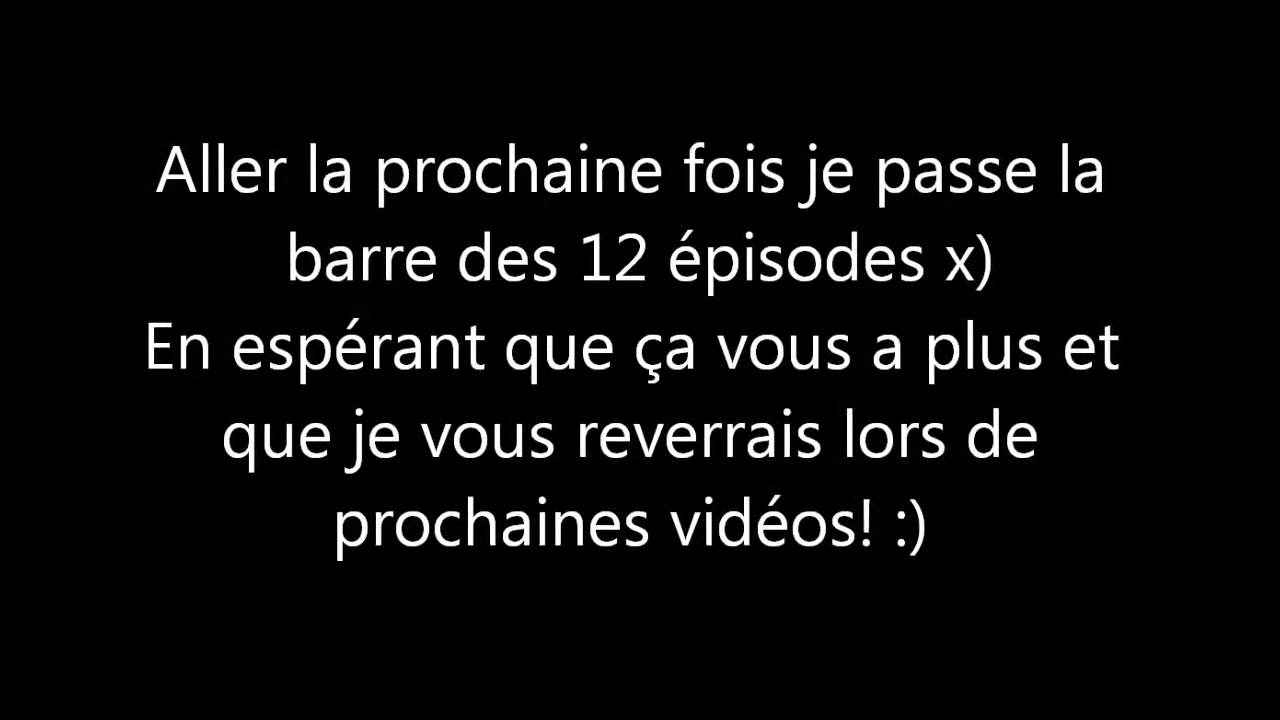 Aller la prochaine fois je passe la
barre des 12 épisodes x)
En espérant que ça vous a plus et
que je vous reverrais lors de
prochaines vidéos! :)